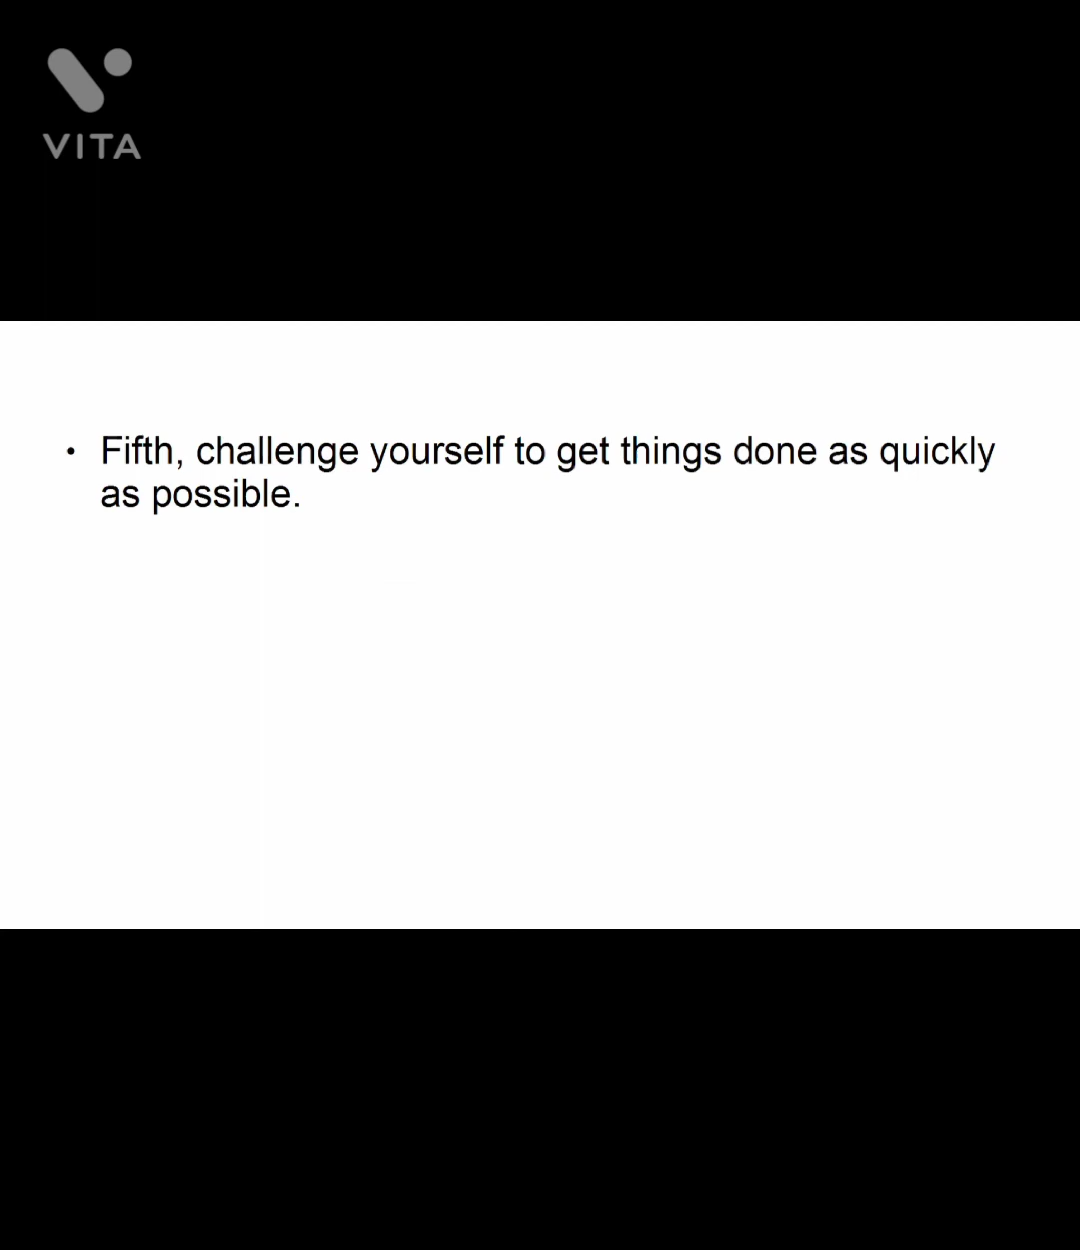 VITA
• Fifth, challenge yourself to get things done as quickly
as possible.